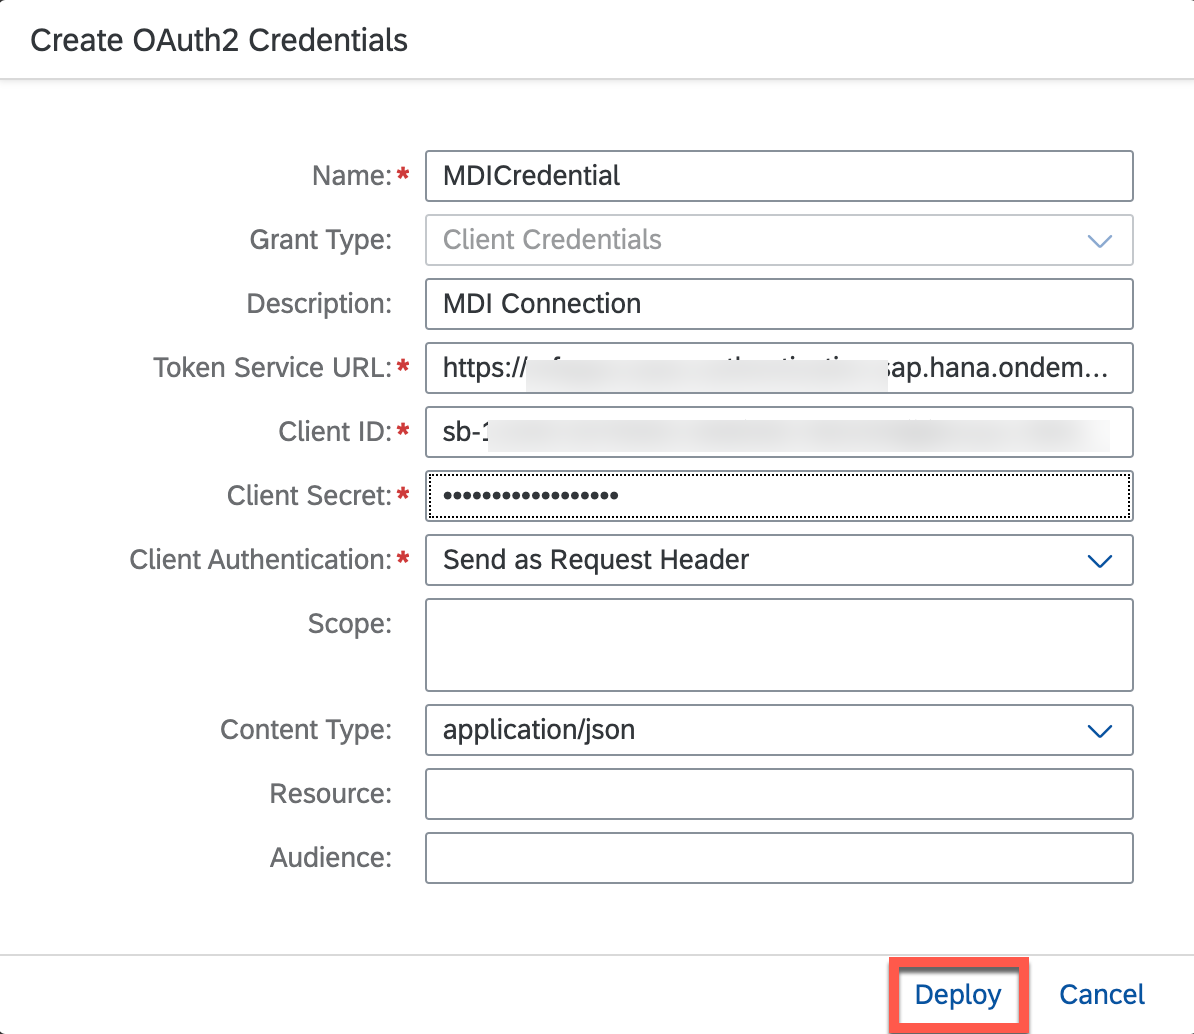 Create OAuth2 Credentials
Name:* MDICredential
Grant Type: Client Credentials
Description: MDI Connection
Token Service URL:* https:// sap.hana.ondem...
Client ID:* sb-1
Client Secret:* ••••••••••••••••••
Client Authentication:* Send as Request Header
Scope:
Content Type: application/json
Resource:
Audience:
Deploy Cancel